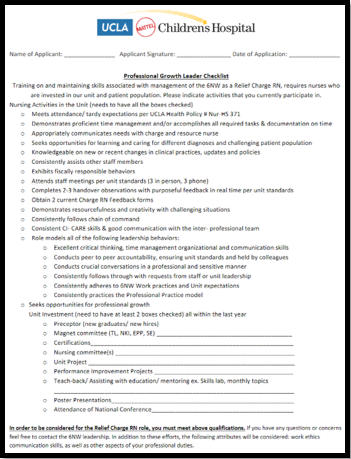 UCLA MATTEL Childrens Hospital
Name of Applicant: ________________ Applicant Signature: ________________ Date of Application: ________________
Professional Growth Leader Checklist
Training on and maintaining skills associated with management of the 6NW as a Relief Charge RN, requires nurses who
are invested in our unit and patient population. Please indicate activities that you currently participate in.
Nursing Activities in the Unit (needs to have all the boxes checked)
o Meets attendance/ tardy expectations per UCLA Health Policy # Nur-HS 371
o Demonstrates proficient time management and/or accomplishes all required tasks & documentation on time
o Appropriately communicates needs with charge and resource nurse
o Seeks opportunities for learning and caring for different diagnoses and challenging patient population
o Knowledgeable on new or recent changes in clinical practices, updates and policies
o Consistently assists other staff members
o Exhibits fiscally responsible behaviors
o Attends staff meetings per unit standards (3 in person, 3 phone)
o Completes 2-3 handover observations with purposeful feedback in real time per unit standards
o Obtain 2 current Charge RN Feedback forms
o Demonstrates resourcefulness and creativity with challenging situations
o Consistently follows chain of command
o Consistent CI- CARE skills & good communication with the inter- professional team
o Role models all of the following leadership behaviors:
o Excellent critical thinking, time management organizational and communication skills
o Conducts peer to peer accountability, ensuring unit standards and held by colleagues
o Conducts crucial conversations in a professional and sensitive manner
o Consistently follows through with requests from staff or unit leadership
o Consistently adheres to 6NW Work practices and Unit expectations
o Consistently practices the Professional Practice model
o Seeks opportunities for professional growth
Unit Investment (need to have at least 2 boxes checked) all within the last year
o Preceptor (new graduates/ new hires)
o Magnet committee (TL, NKI, EPP, SE) ________________
o Certifications________________
o Nursing committee(s) ________________
o Unit Project ________________
o Performance Improvement Projects ________________
o Teach-back/ Assisting with education/ mentoring ex. Skills lab, monthly topics
________________
o Poster Presentations________________
o Attendance of National Conference________________
In order to be considered for the Relief Charge RN role, you must meet above qualifications. If you have any questions or concerns
feel free to contact the 6NW leadership. In addition to these efforts, the following attributes will be considered: work ethics
communication skills, as well as other aspects of your professional duties.